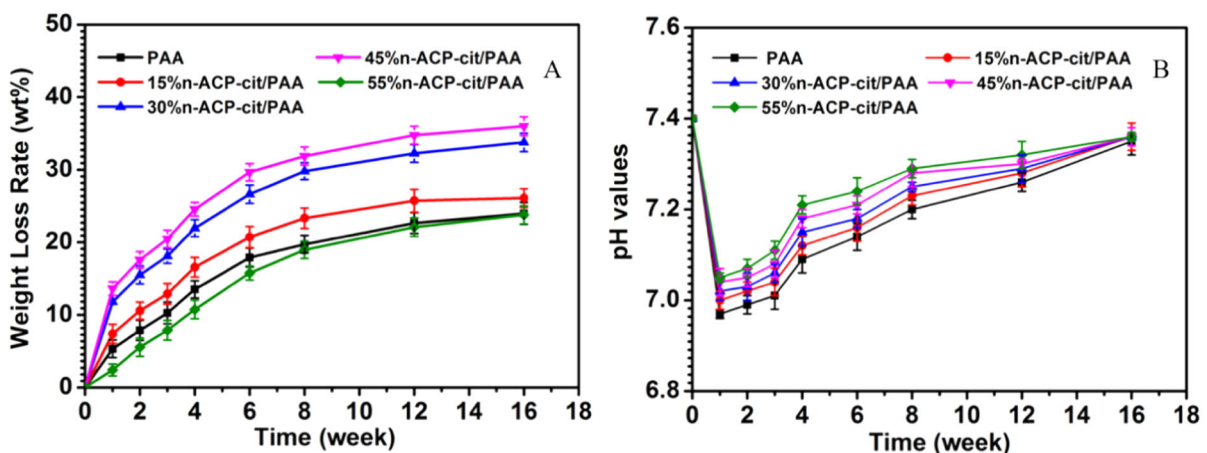 50
40
30
20
10
0
Weight Loss Rate (wt%)
PAA
15%n-ACP-cit/PAA
30%n-ACP-cit/PAA
45%n-ACP-cit/PAA
55%n-ACP-cit/PAA
A
0 2 4 6 8 10 12 14 16 18
Time (week)
7.6
7.4
7.2
7.0
6.8
pH values
PAA
30%n-ACP-cit/PAA
55%n-ACP-cit/PAA
15%n-ACP-cit/PAA
45%n-ACP-cit/PAA
B
0 2 4 6 8 10 12 14 16 18
Time (week)